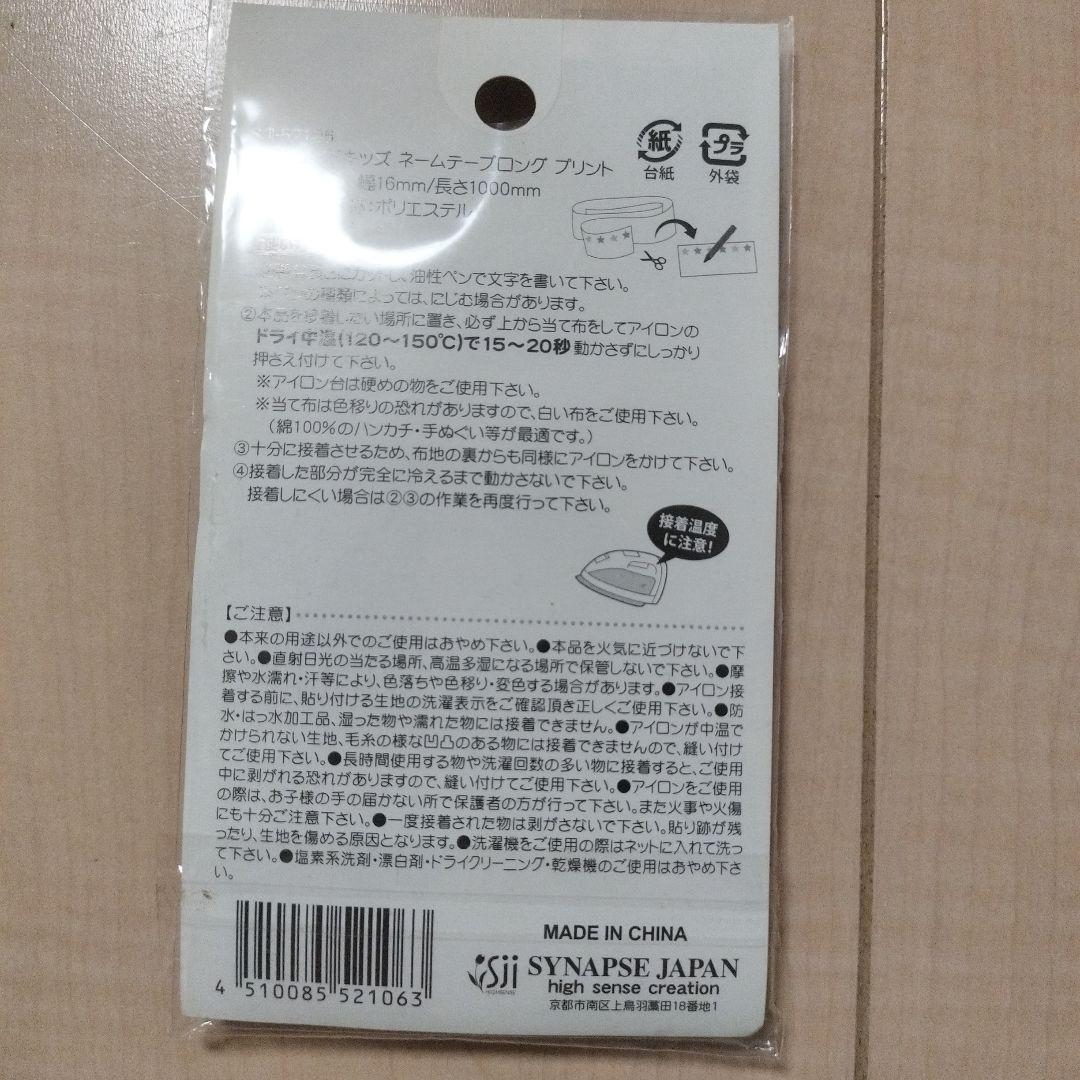 キッズ ネームテープロング プリント
幅16mm/長さ1000mm
ポリエステル
紙
台紙
プラ
外袋
油性ペンで文字を書いて下さい。
種類によっては、にじむ場合があります。
②本品を接着したい場所に置き、必ず上から当て布をしてアイロンの
ドライ中温(120〜150℃)で15〜20秒動かさずにしっかり
押さえ付けて下さい。
※アイロン台は硬めの物をご使用下さい。
※当て布は色移りの恐れがありますので、白い布をご使用下さい。
(綿100%のハンカチ・手ぬぐい等が最適です。)
③十分に接着させるため、布地の裏からも同様にアイロンをかけて下さい。
④接着した部分が完全に冷えるまで動かさないで下さい。
接着しにくい場合は②③の作業を再度行って下さい。
接着温度
に注意!
【ご注意】
●本来の用途以外でのご使用はおやめ下さい。●本品を火気に近づけないで下
さい。●直射日光の当たる場所、高温多湿になる場所で保管しないで下さい。●摩
擦や水濡れ・汗等により、色落ちや色移り・変色する場合があります。●アイロン接
着する前に、貼り付ける生地の洗濯表示をご確認頂き正しくご使用下さい。●防
水・はっ水加工品、湿った物や濡れた物には接着できません。●アイロンが中温で
かけられない生地、毛糸の様な凹凸のある物には接着できませんので、縫い付け
てご使用下さい。●長時間使用する物や洗濯回数の多い物に接着すると、ご使用
中に剥がれる恐れがありますので、縫い付けてご使用下さい。●アイロンをご使用
の際は、お子様の手の届かない所で保護者の方が行って下さい。また火事や火傷
にも十分ご注意下さい。●一度接着された物は剥がさないで下さい。貼り跡が残
ったり、生地を傷める原因となります。●洗濯機をご使用の際はネットに入れて洗っ
て下さい。●塩素系洗剤・漂白剤・ドライクリーニング・乾燥機のご使用はおやめ下さ
い。
MADE IN CHINA
Sji SYNAPSE JAPAN
high sense creation
京都市南区上鳥羽藁田18番地1
4 510085 521063